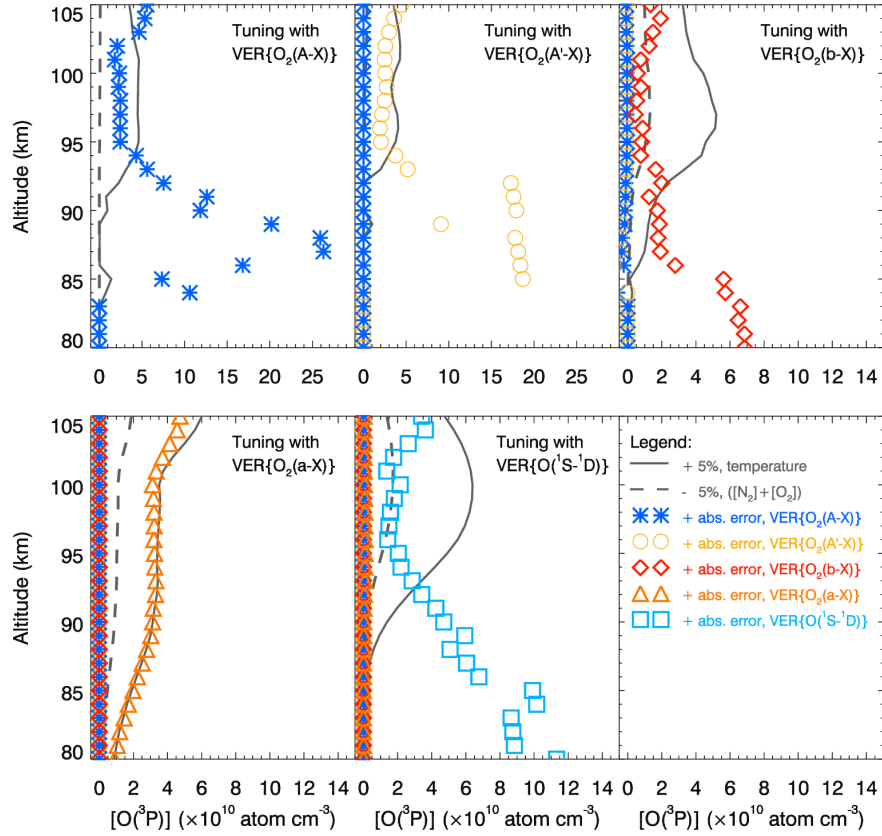 105
100
95
90
85
80
Altitude (km)
Tuning with
VER{O₂(A-X)}
0 5 10 15 20 25
Tuning with
VER{O₂(A'-X)}
0 5 10 15 20 25
Tuning with
VER{O₂(b-X)}
0 2 4 6 8 10 12 14
105
100
95
90
85
80
Altitude (km)
Tuning with
VER{O₂(a-X)}
0 2 4 6 8 10 12 14
[O(³P)] (×10¹⁰ atom cm⁻³)
Tuning with
VER{O(¹S-¹D)}
0 2 4 6 8 10 12 14
[O(³P)] (×10¹⁰ atom cm⁻³)
Legend:
+ 5%, temperature
- 5%, ([N₂]+[O₂])
+ abs. error, VER{O₂(A-X)}
+ abs. error, VER{O₂(A'-X)}
+ abs. error, VER{O₂(b-X)}
+ abs. error, VER{O₂(a-X)}
+ abs. error, VER{O(¹S-¹D)}
0 2 4 6 8 10 12 14
[O(³P)] (×10¹⁰ atom cm⁻³)